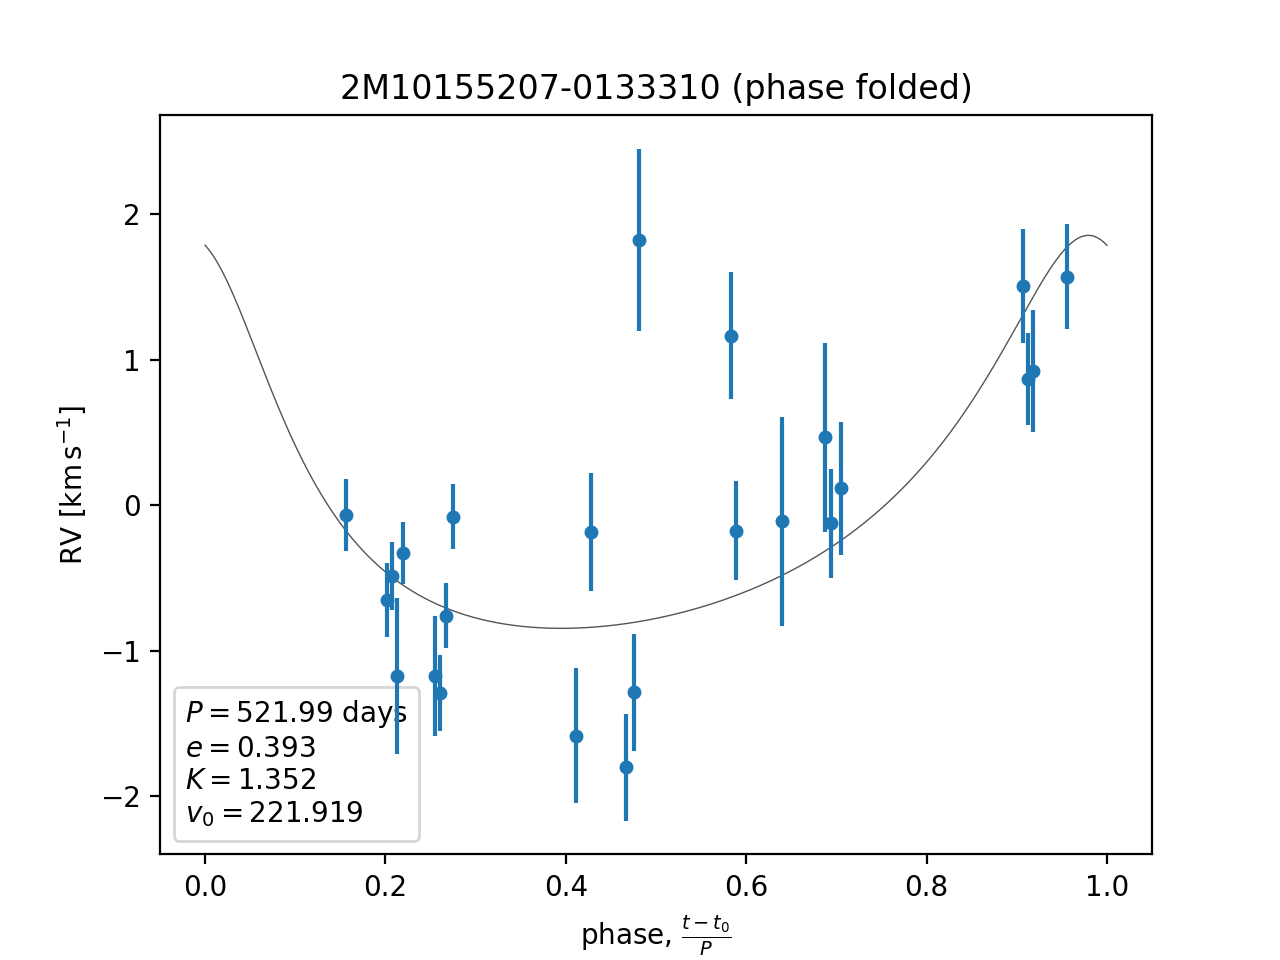 2M10155207-0133310 (phase folded)
RV [km s⁻¹]
2
1
0
−1
−2
P = 521.99 days
e = 0.393
K = 1.352
v₀ = 221.919
0.0 0.2 0.4 0.6 0.8 1.0
phase, (t − t₀)/P